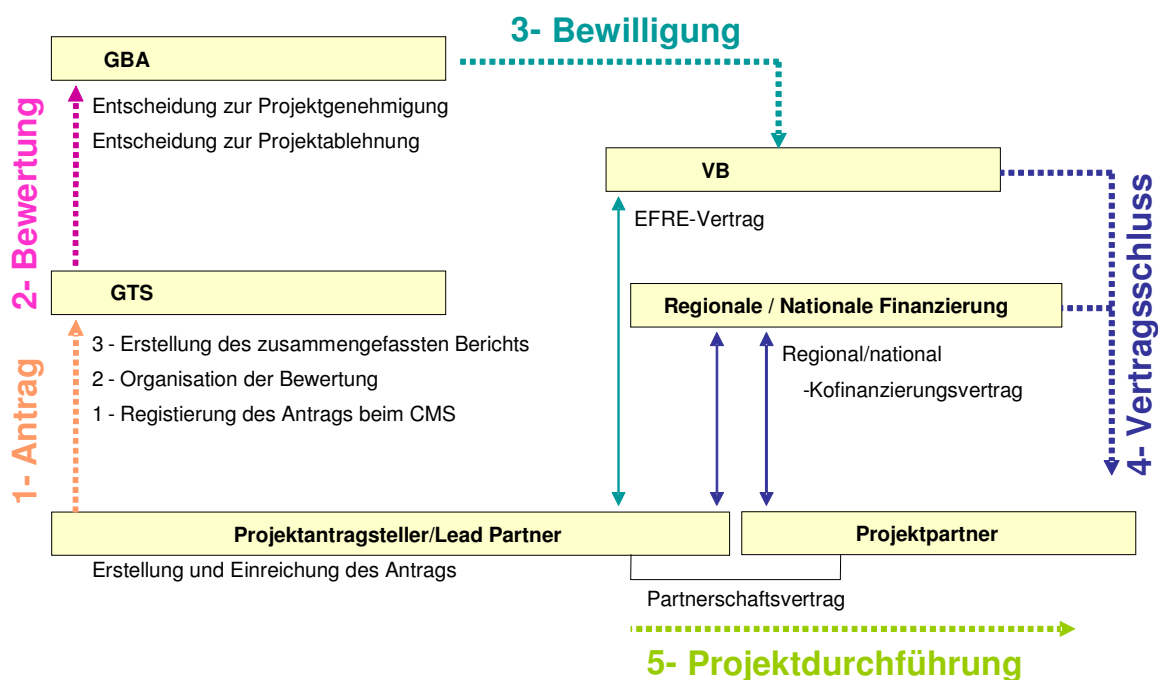 3- Bewilligung
GBA
Entscheidung zur Projektgenehmigung
Entscheidung zur Projektablehnung
2- Bewertung
VB
EFRE-Vertrag
4- Vertragsschluss
GTS
Regionale / Nationale Finanzierung
3 - Erstellung des zusammengefassten Berichts
2 - Organisation der Bewertung
1 - Registierung des Antrags beim CMS
Regional/national
-Kofinanzierungsvertrag
1- Antrag
Projektantragsteller/Lead Partner
Projektpartner
Erstellung und Einreichung des Antrags
Partnerschaftsvertrag
5- Projektdurchführung